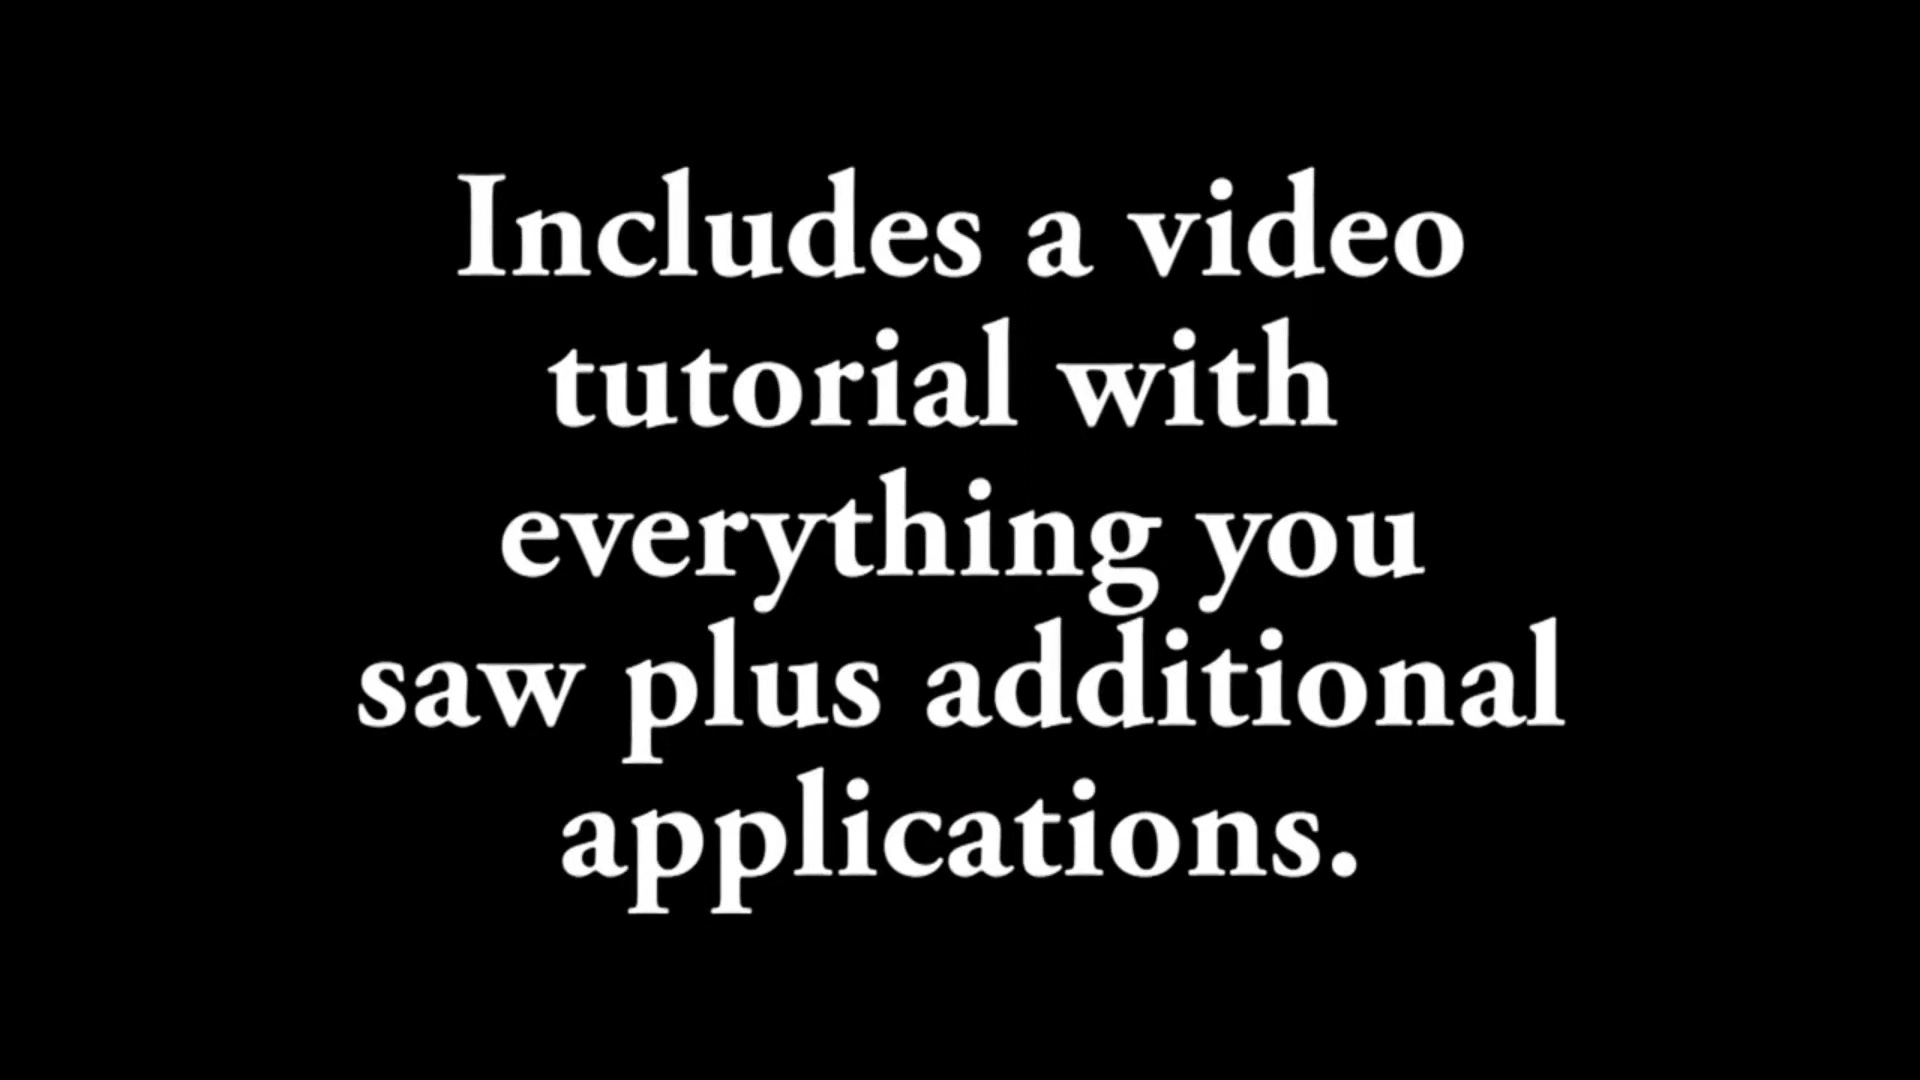 Includes a video
tutorial with
everything you
saw plus additional
applications.